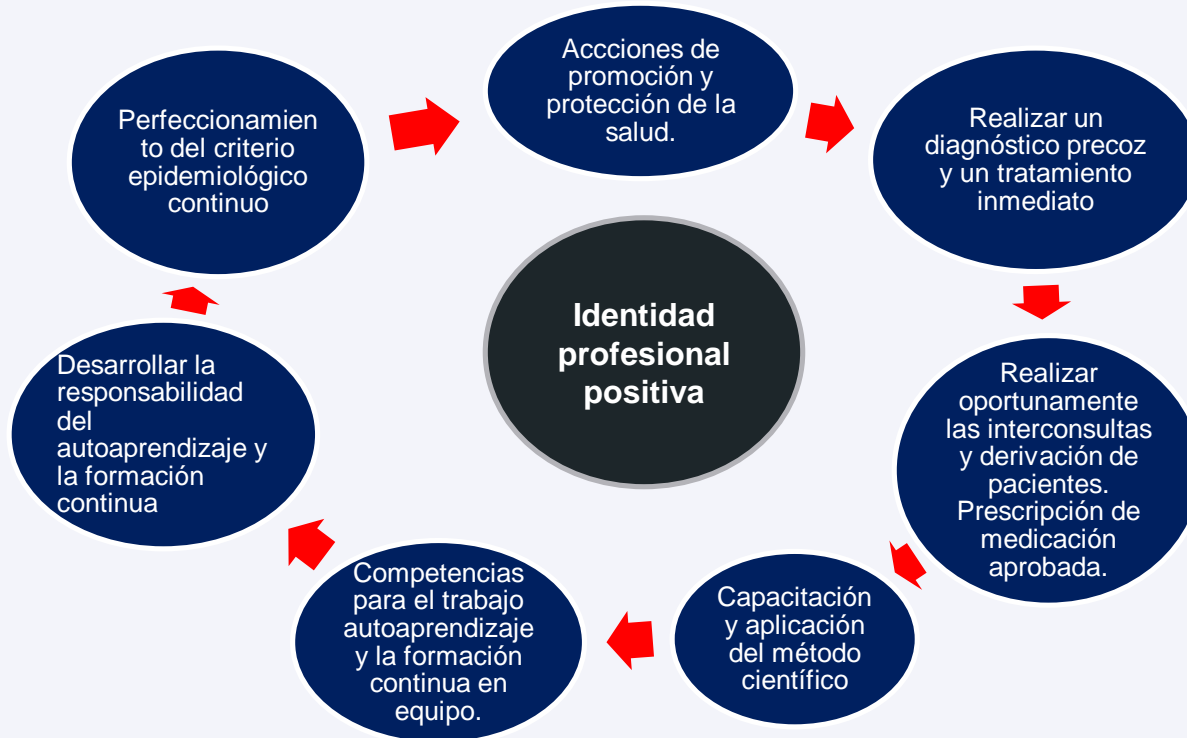 Accciones de
promoción y
protección de la
salud.
Realizar un
diagnóstico precoz
y un tratamiento
inmediato
Realizar
oportunamente
las interconsultas
y derivación de
pacientes.
Prescripción de
medicación
aprobada.
Capacitación
y aplicación
del método
científico
Competencias
para el trabajo
autoaprendizaje
y la formación
continua en
equipo.
Desarrollar la
responsabilidad
del
autoaprendizaje y
la formación
continua
Perfeccionamien
to del criterio
epidemiológico
continuo
Identidad
profesional
positiva